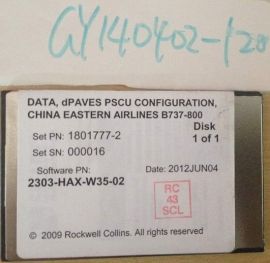 GY140402-120
DATA, dPAVES PSCU CONFIGURATION,
CHINA EASTERN AIRLINES B737-800
Disk
Set PN: 1801777-2
1 of 1
Set SN: 000016
Software PN:
Date: 2012JUN04
2303-HAX-W35-02
RC
43
SCL
© 2009 Rockwell Collins. All rights reserved.